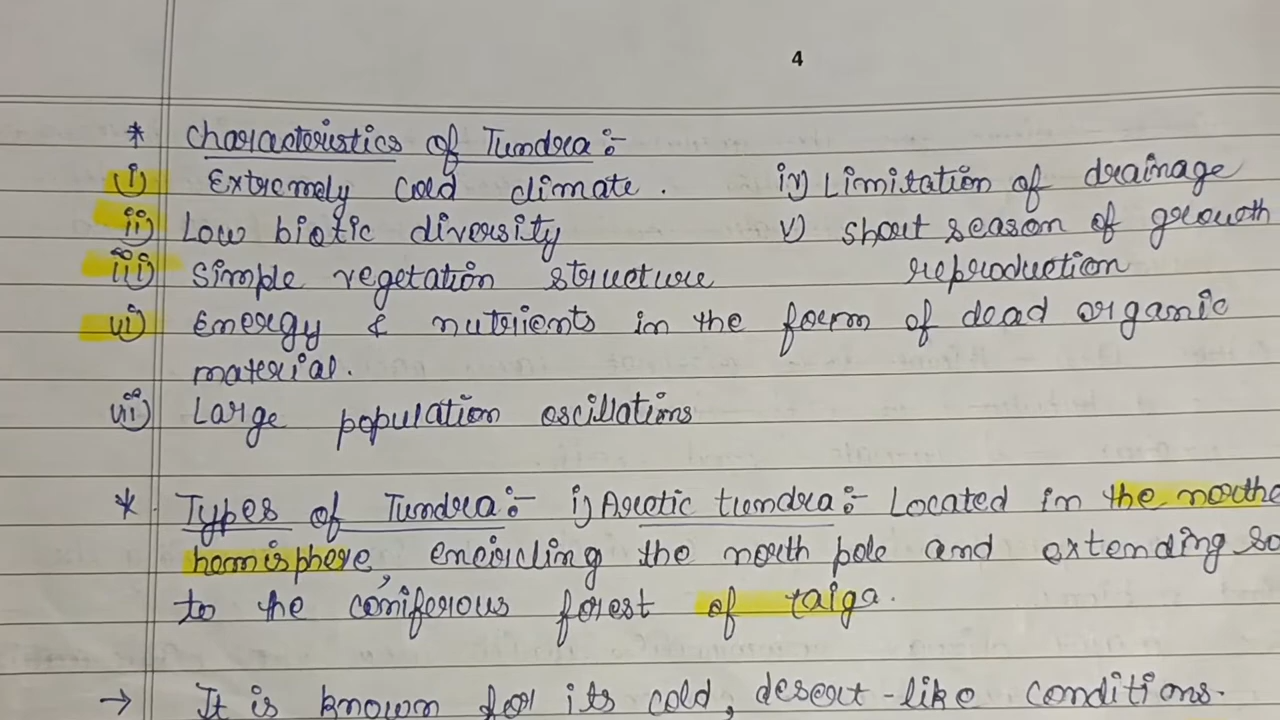 4
* Characteristics of Tundra:-
i) Extremely cold climate. iv) Limitation of drainage
ii) Low biotic diversity v) short season of growth
iii) Simple vegetation structure reproduction
vi) Energy & nutrients in the form of dead organic
material.
vii) Large population oscillations
* Types of Tundra:- i) Arctic tundra:- Located in the northe
hemisphere, encircling the north pole and extending so
to the coniferous forest of taiga.
→ It is known for its cold, desert-like conditions.